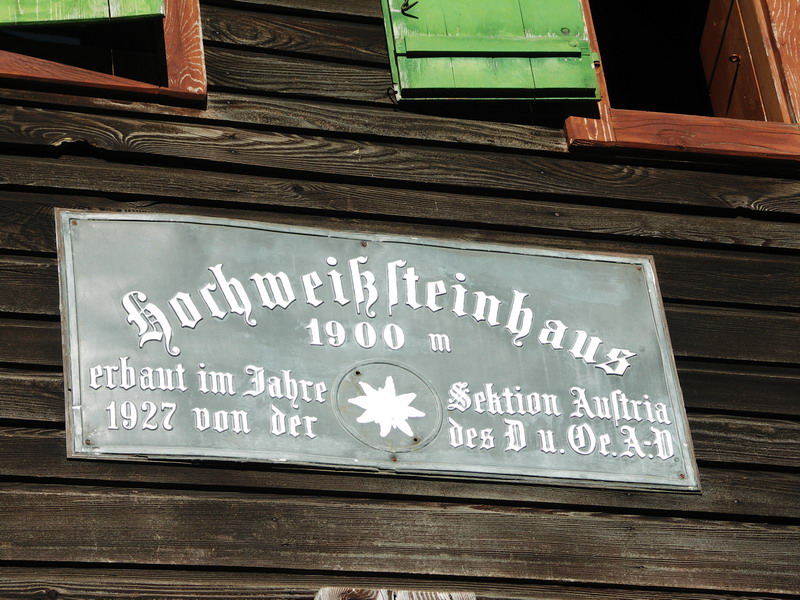 Hochweißſteinhaus
1900 m
erbaut im Jahre
1927 von der
Sektion Auſtria
des D u. Oe. A-V.